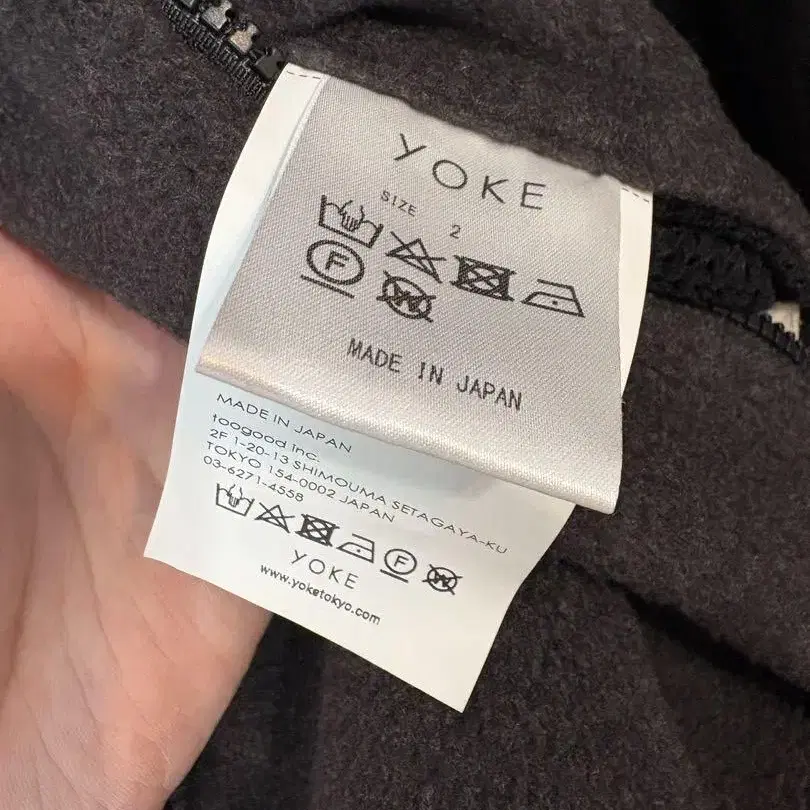 YOKE
SIZE 2
F
W
MADE IN JAPAN
MADE IN JAPAN
toogood inc.
2F 1-20-13 SHIMOUMA SETAGAYA-KU
TOKYO 154-0002 JAPAN
03-6271-4558
F
W
YOKE
www.yoketokyo.com